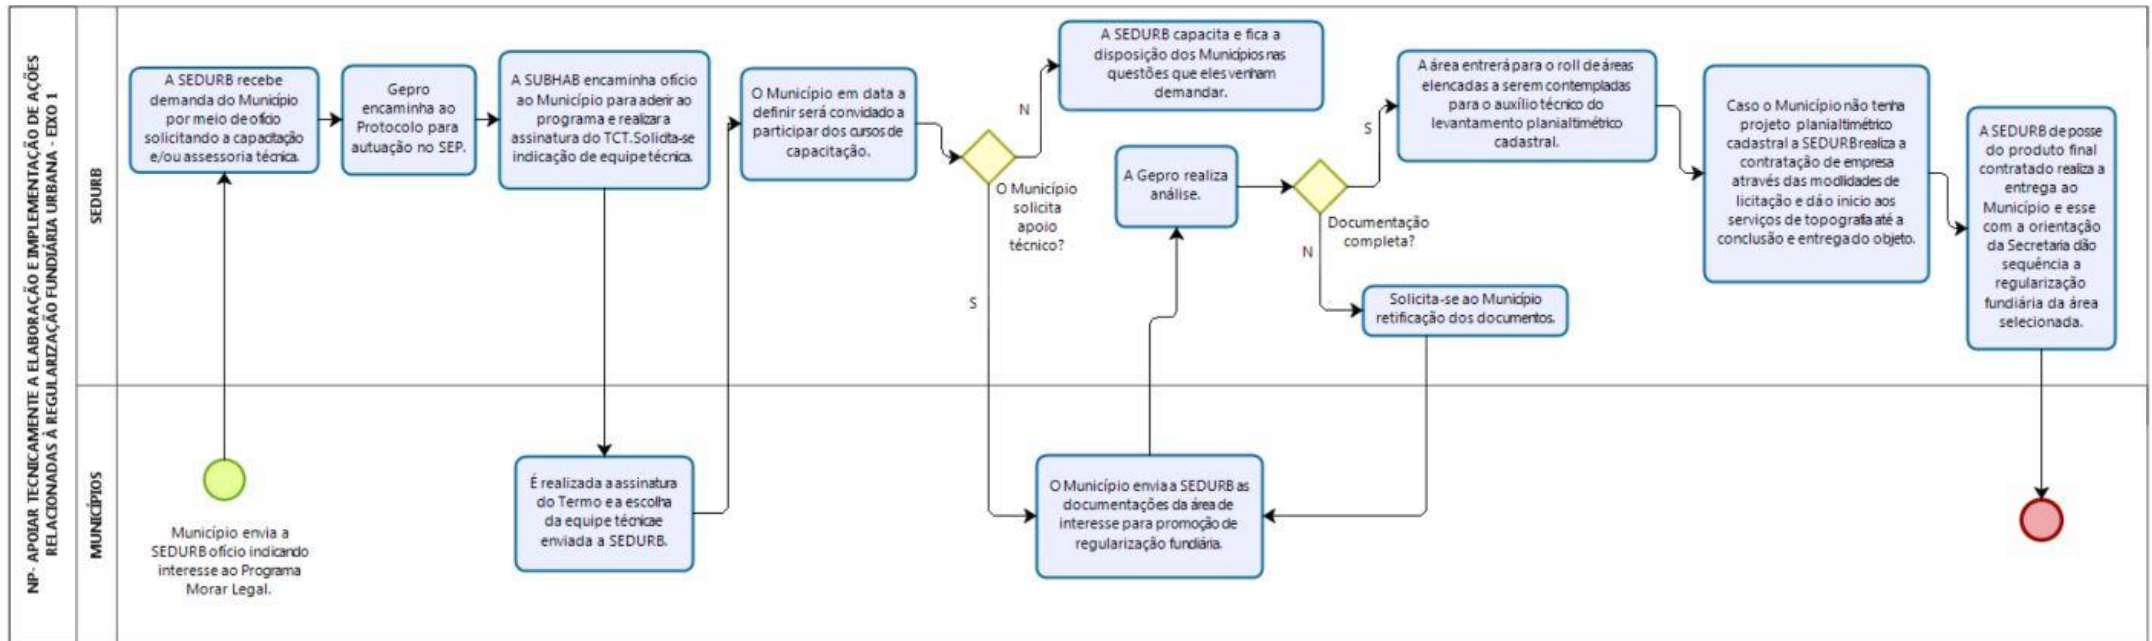 NP- APOIAR TECNICAMENTE A ELABORAÇÃO E IMPLEMENTAÇÃO DE AÇÕES
RELACIONADAS À REGULARIZAÇÃO FUNDIÁRIA URBANA - EIXO 1
SEDURB
A SEDURB recebe
demanda do Município
por meio de ofício
solicitando a capacitação
e/ou assessoria técnica.
Gepro
encaminha ao
Protocolo para
autuação no SEP.
A SUBHAB encaminha ofício
ao Município para aderir ao
programa e realizar a
assinatura do TCT.Solicita-se
indicação de equipe técnica.
O Município em data a
definir será convidado a
participar dos cursos de
capacitação.
O Município
solicita
apoio
técnico?
N
S
A SEDURB capacita e fica a
disposição dos Municípios nas
questões que eles venham
demandar.
A Gepro realiza
análise.
Documentação
completa?
S
N
A área entrerá para o roll de áreas
elencadas a serem contempladas
para o auxílio técnico do
levantamento planialtimétrico
cadastral.
Solicita-se ao Município
retificação dos documentos.
Caso o Município não tenha
projeto planialtimétrico
cadastral a SEDURB realiza a
contratação de empresa
através das modlidades de
licitação e dá o inicio aos
serviços de topografia até a
conclusão e entrega do objeto.
A SEDURB de posse
do produto final
contratado realiza a
entrega ao
Município e esse
com a orientação
da Secretaria dão
sequência a
regularização
fundiária da área
selecionada.
MUNICÍPIOS
Município envia a
SEDURB ofício indicando
interesse ao Programa
Morar Legal.
É realizada a assinatura
do Termo e a escolha
da equipe técnica e
enviada a SEDURB.
O Município envia a SEDURB as
documentações da área de
interesse para promoção de
regularização fundiária.